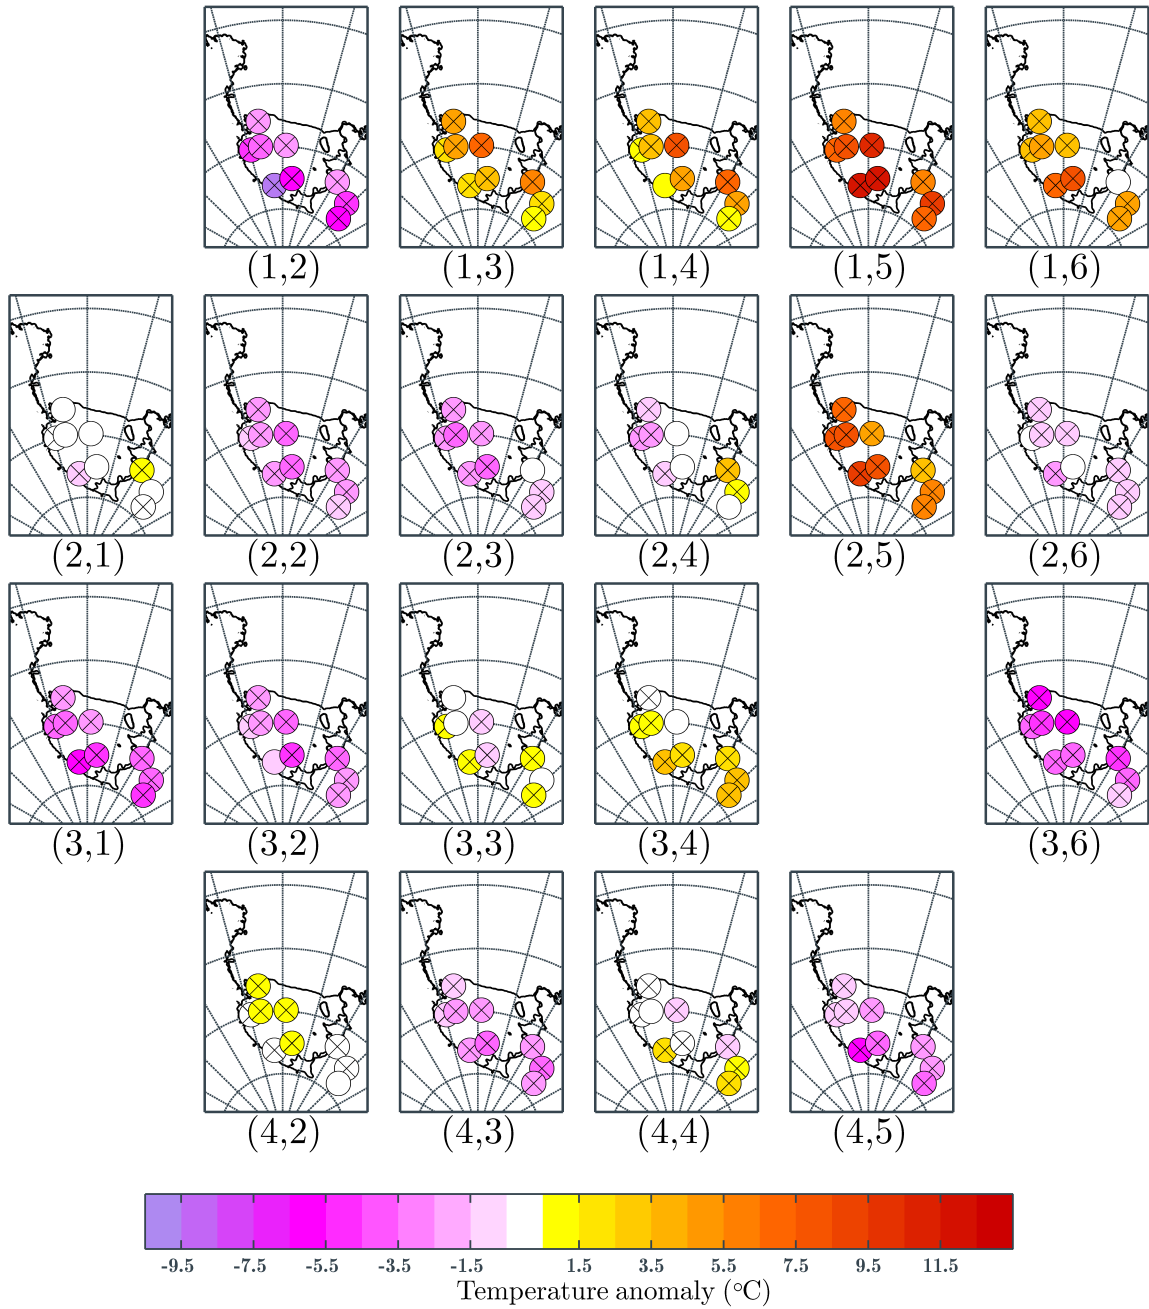 (1,2) (1,3) (1,4) (1,5) (1,6)
(2,1) (2,2) (2,3) (2,4) (2,5) (2,6)
(3,1) (3,2) (3,3) (3,4) (3,6)
(4,2) (4,3) (4,4) (4,5)
-9.5 -7.5 -5.5 -3.5 -1.5 1.5 3.5 5.5 7.5 9.5 11.5
Temperature anomaly (°C)